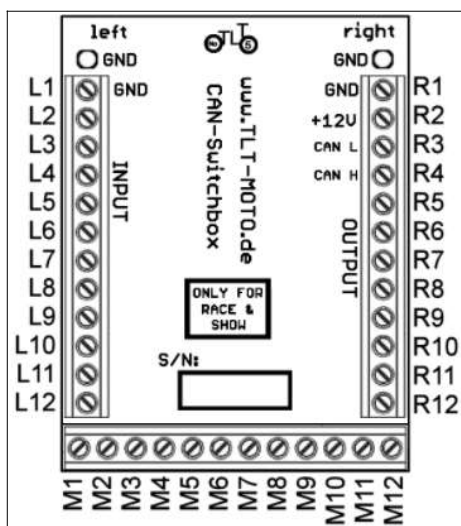 left right
GND GND
L1 GND GND R1
L2 +12V R2
L3 CAN L R3
L4 CAN H R4
L5 R5
L6 R6
L7 R7
L8 R8
L9 R9
L10 R10
L11 R11
L12 R12
INPUT
OUTPUT
TLT
5
www.TLT-MOTO.de
CAN-Switchbox
ONLY FOR
RACE &
SHOW
S/N:
M1 M2 M3 M4 M5 M6 M7 M8 M9 M10 M11 M12